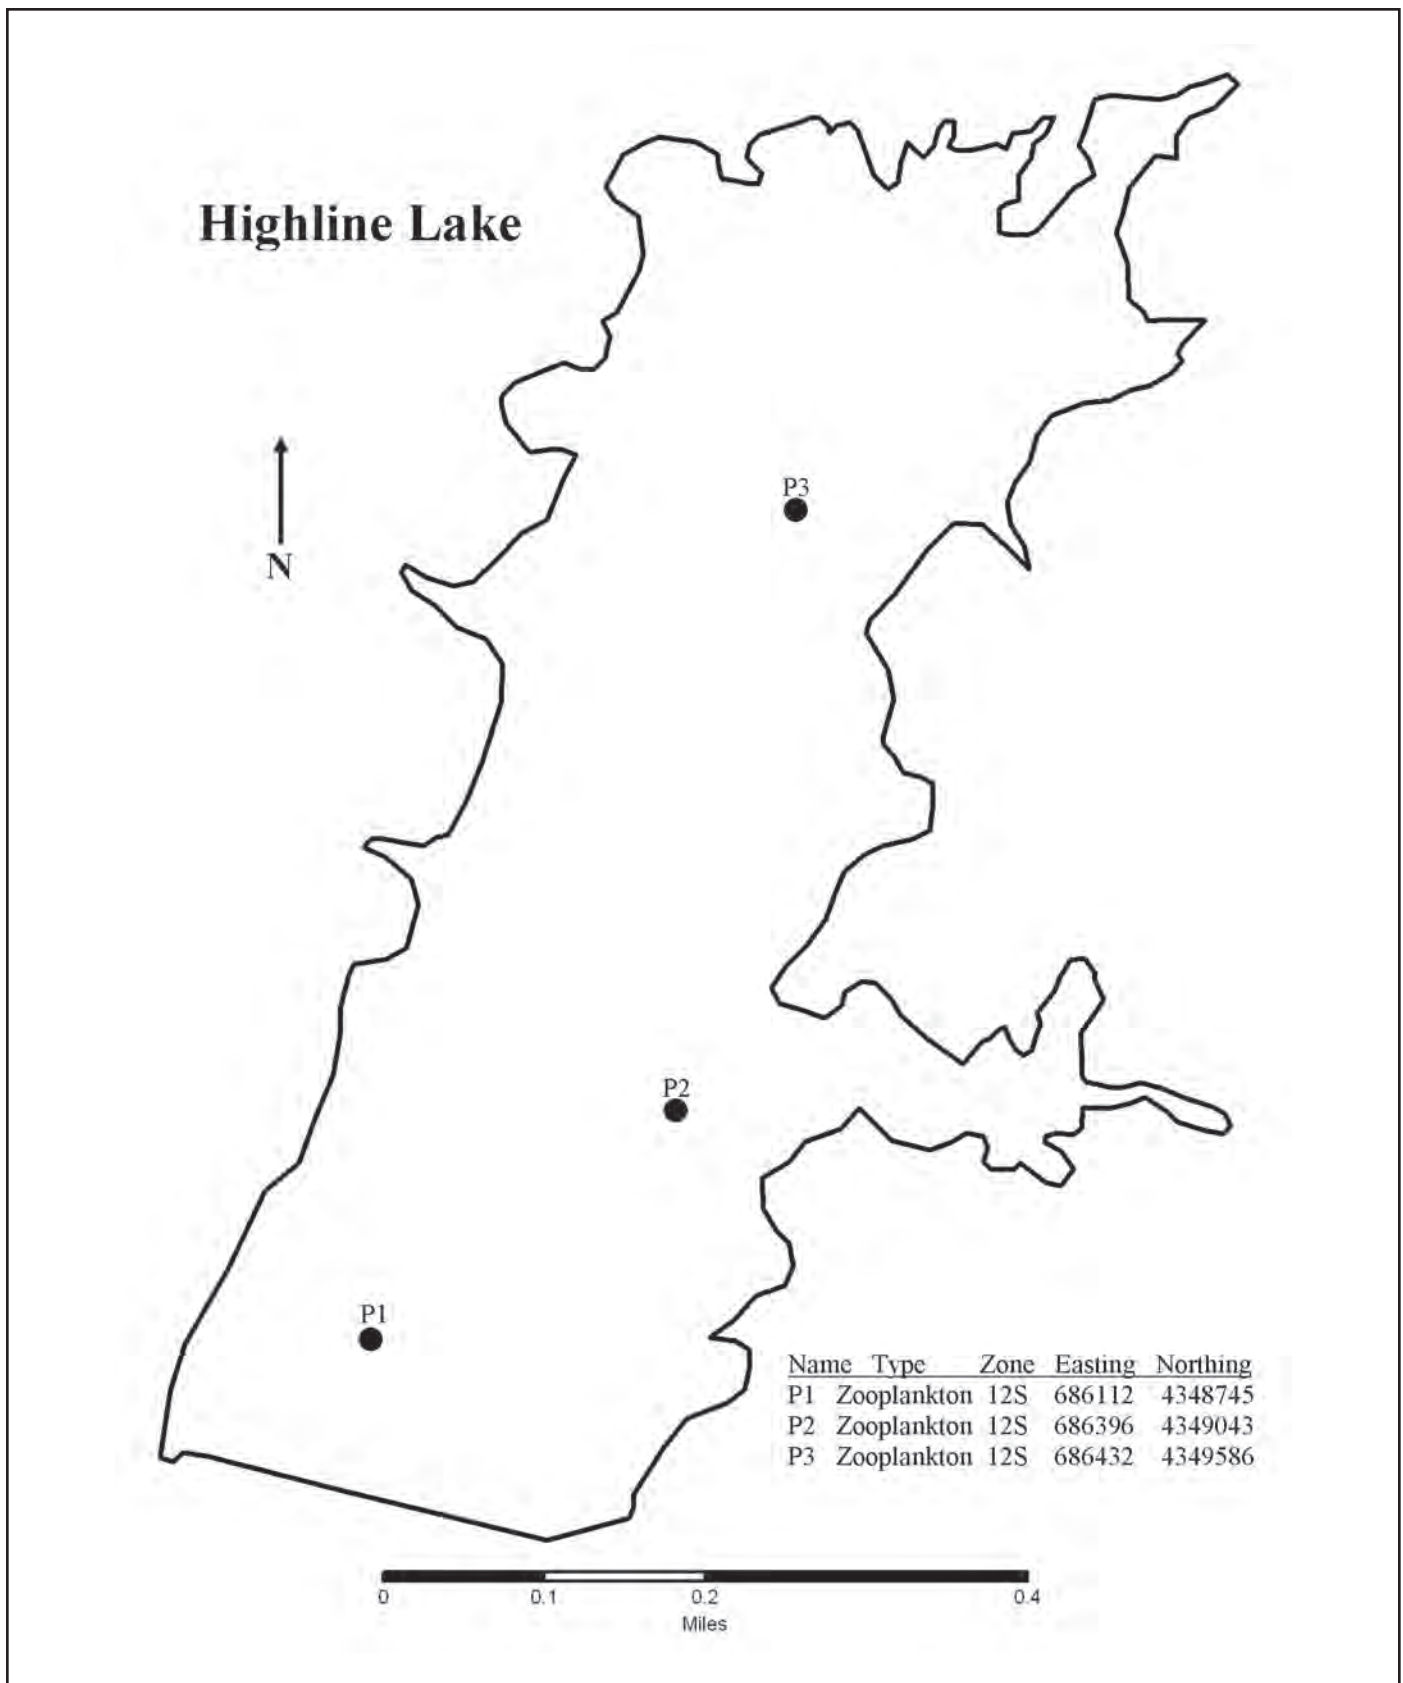 Highline Lake
P3
N
P2
P1
Name Type Zone Easting Northing
P1 Zooplankton 12S 686112 4348745
P2 Zooplankton 12S 686396 4349043
P3 Zooplankton 12S 686432 4349586
0 0.1 0.2 0.4
Miles